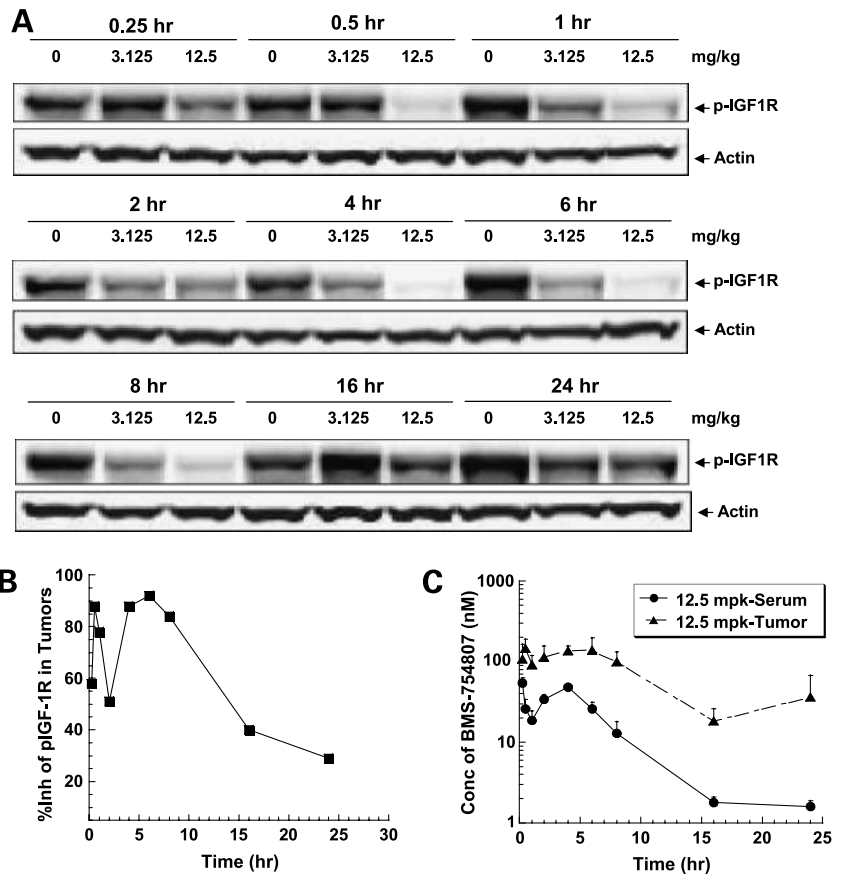 A
0.25 hr 0.5 hr 1 hr
0 3.125 12.5 0 3.125 12.5 0 3.125 12.5 mg/kg
p-IGF1R
Actin
2 hr 4 hr 6 hr
0 3.125 12.5 0 3.125 12.5 0 3.125 12.5 mg/kg
p-IGF1R
Actin
8 hr 16 hr 24 hr
0 3.125 12.5 0 3.125 12.5 0 3.125 12.5 mg/kg
p-IGF1R
Actin
B
%Inh of pIGF-1R in Tumors
100
80
60
40
20
0 5 10 15 20 25 30
Time (hr)
C
Conc of BMS-754807 (nM)
1000
100
10
1
12.5 mpk-Serum
12.5 mpk-Tumor
0 5 10 15 20 25
Time (hr)